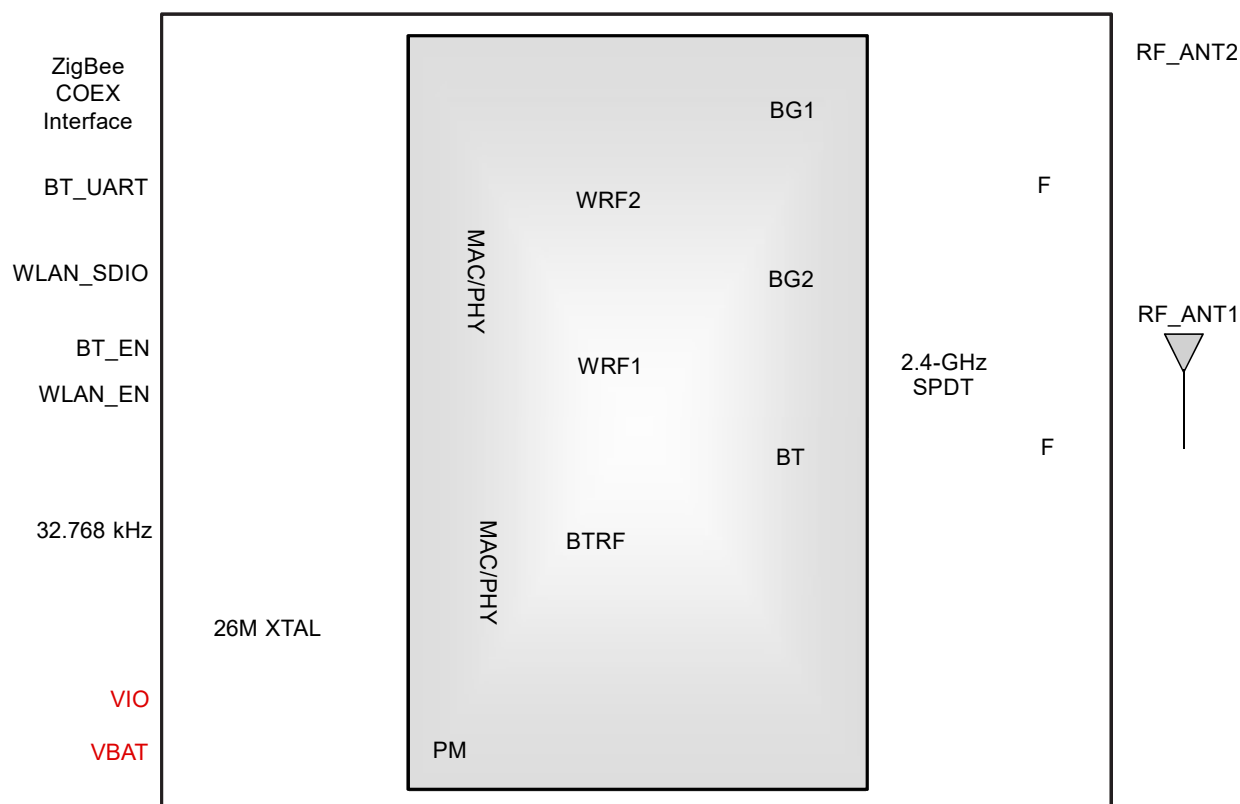 ZigBee
COEX
Interface
BT_UART
WLAN_SDIO
BT_EN
WLAN_EN
32.768 kHz
26M XTAL
VIO
VBAT
MAC/PHY
MAC/PHY
PM
WRF2
WRF1
BTRF
BG1
BG2
BT
2.4-GHz
SPDT
F
F
RF_ANT2
RF_ANT1